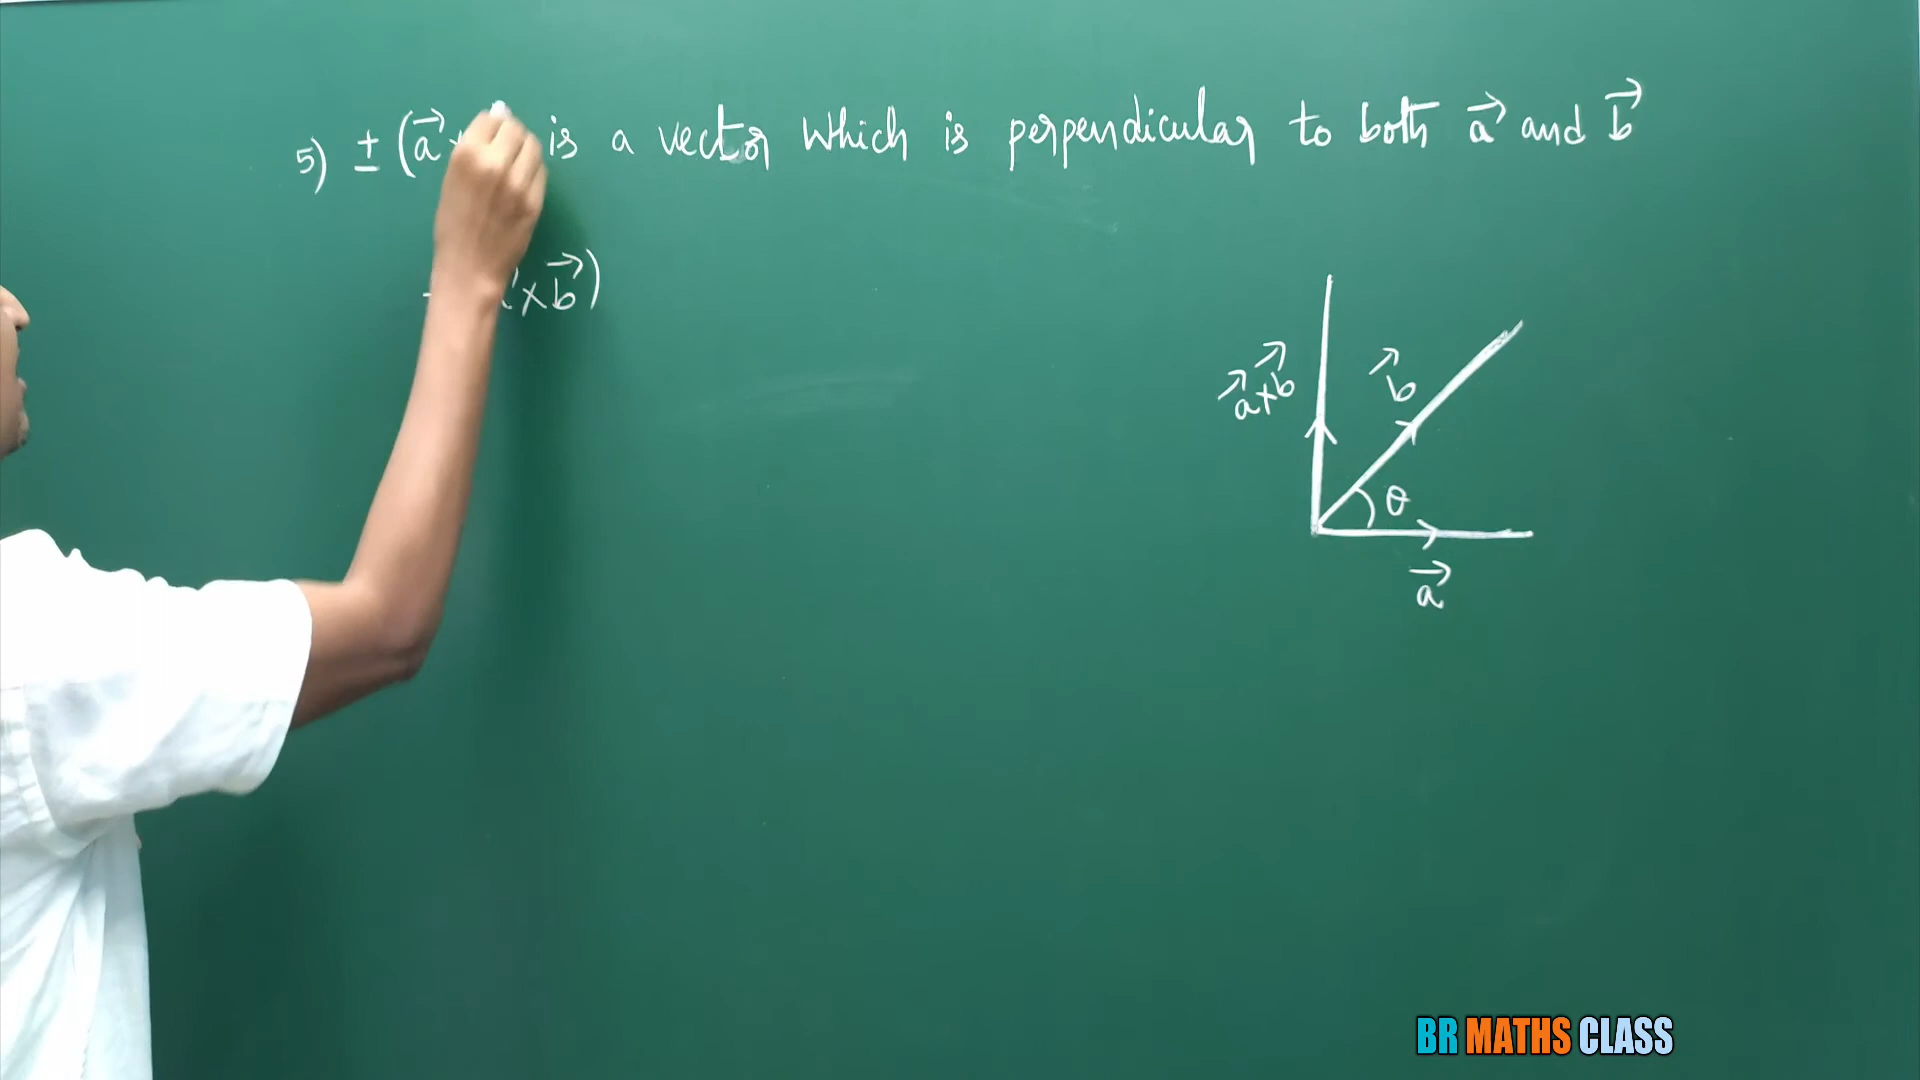 5) ± (a⃗ is a vector which is perpendicular to both a⃗ and b⃗
× b⃗)
a⃗×b⃗
b⃗
θ
a⃗
BR MATHS CLASS